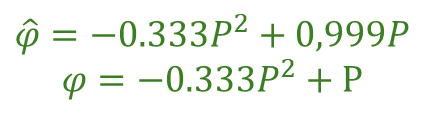 φ̂ = −0.333P² + 0,999P
φ = −0.333P² + P